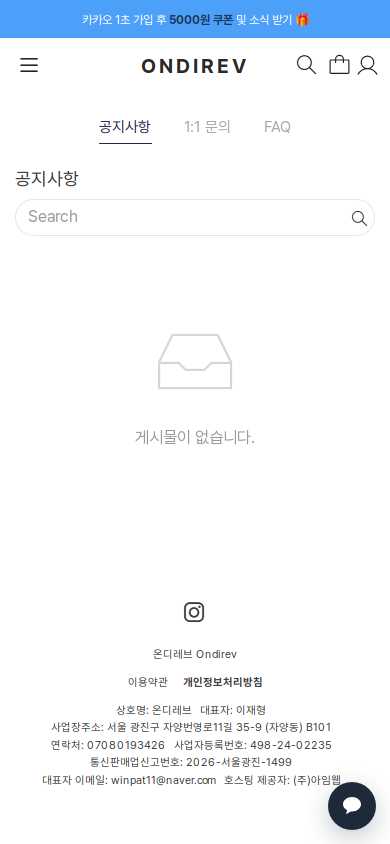 카카오 1초 가입 후 5000원 쿠폰 및 소식 받기 🎁
ONDIREV
공지사항 1:1 문의 FAQ
공지사항
Search
게시물이 없습니다.
온디레브 Ondirev
이용약관 개인정보처리방침
상호명: 온디레브 대표자: 이재형
사업장주소: 서울 광진구 자양번영로11길 35-9 (자양동) B101
연락처: 07080193426 사업자등록번호: 498-24-02235
통신판매업신고번호: 2026-서울광진-1499
대표자 이메일: winpat11@naver.com 호스팅 제공자: (주)아임웹